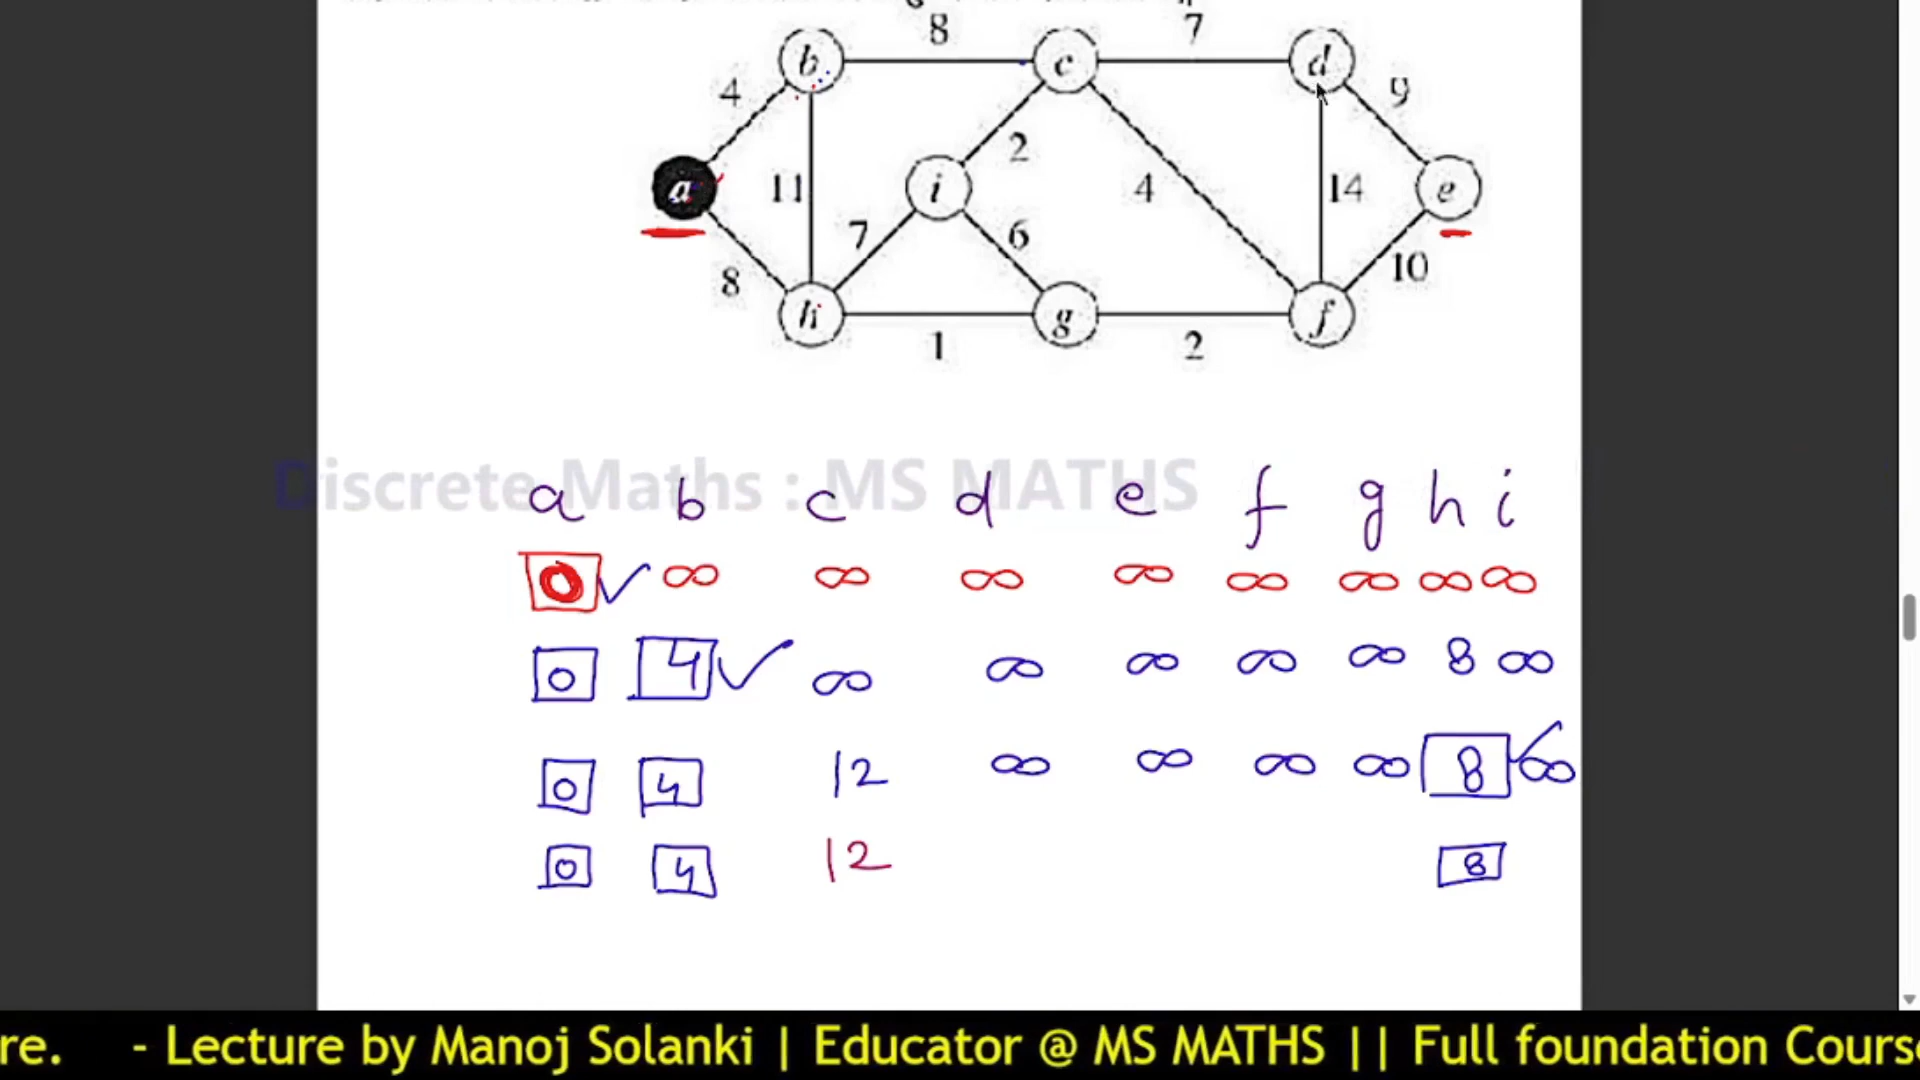 8 7
b c d
4 9
2
a 11 i 4 14 e
7 6
8 10
h g f
1 2
Discrete Maths : MS MATHS
a b c d e f g h i
0 ✓ ∞ ∞ ∞ ∞ ∞ ∞ ∞ ∞
0 4 ✓ ∞ ∞ ∞ ∞ ∞ 8 ∞
0 4 12 ∞ ∞ ∞ ∞ 8 ✓ ∞
0 4 12 8
re. - Lecture by Manoj Solanki | Educator @ MS MATHS || Full foundation Cours